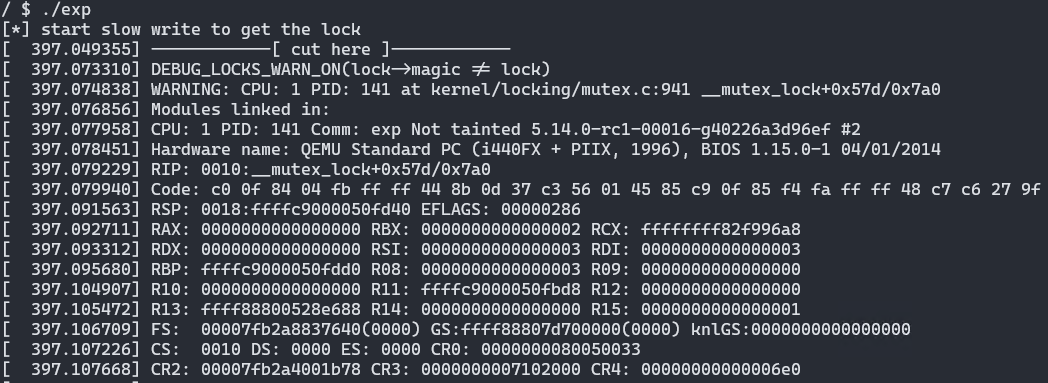 / $ ./exp
[*] start slow write to get the lock
[  397.049355] ------------[ cut here ]------------
[  397.073310] DEBUG_LOCKS_WARN_ON(lock->magic != lock)
[  397.074838] WARNING: CPU: 1 PID: 141 at kernel/locking/mutex.c:941 __mutex_lock+0x57d/0x7a0
[  397.076856] Modules linked in:
[  397.077958] CPU: 1 PID: 141 Comm: exp Not tainted 5.14.0-rc1-00016-g40226a3d96ef #2
[  397.078451] Hardware name: QEMU Standard PC (i440FX + PIIX, 1996), BIOS 1.15.0-1 04/01/2014
[  397.079229] RIP: 0010:__mutex_lock+0x57d/0x7a0
[  397.079940] Code: c0 0f 84 04 fb ff ff 44 8b 0d 37 c3 56 01 45 85 c9 0f 85 f4 fa ff ff 48 c7 c6 27 9f
[  397.091563] RSP: 0018:ffffc9000050fd40 EFLAGS: 00000286
[  397.092711] RAX: 0000000000000000 RBX: 0000000000000002 RCX: ffffffff82f996a8
[  397.093312] RDX: 0000000000000000 RSI: 0000000000000003 RDI: 0000000000000003
[  397.095680] RBP: ffffc9000050fdd0 R08: 0000000000000003 R09: 0000000000000000
[  397.104907] R10: 0000000000000000 R11: ffffc9000050fbd8 R12: 0000000000000000
[  397.105472] R13: ffff88800528e688 R14: 0000000000000000 R15: 0000000000000001
[  397.106709] FS:  00007fb2a8837640(0000) GS:ffff88807d700000(0000) knlGS:0000000000000000
[  397.107226] CS:  0010 DS: 0000 ES: 0000 CR0: 0000000080050033
[  397.107668] CR2: 00007fb2a4001b78 CR3: 0000000007102000 CR4: 00000000000006e0